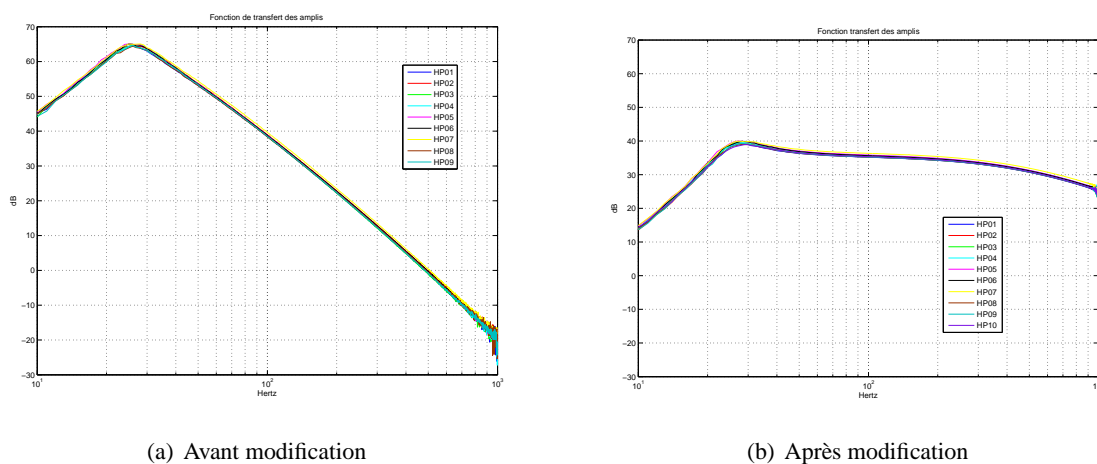 Fonction de transfert des amplis
70
60
50
40
30
20
10
0
−10
−20
−30
dB
10^1
10^2
10^3
Hertz
HP01
HP02
HP03
HP04
HP05
HP06
HP07
HP08
HP09
(a) Avant modification
Fonction transfert des amplis
70
60
50
40
30
20
10
0
−10
−20
−30
dB
10^1
10^2
1
Hertz
HP01
HP02
HP03
HP04
HP05
HP06
HP07
HP08
HP09
HP10
(b) Après modification